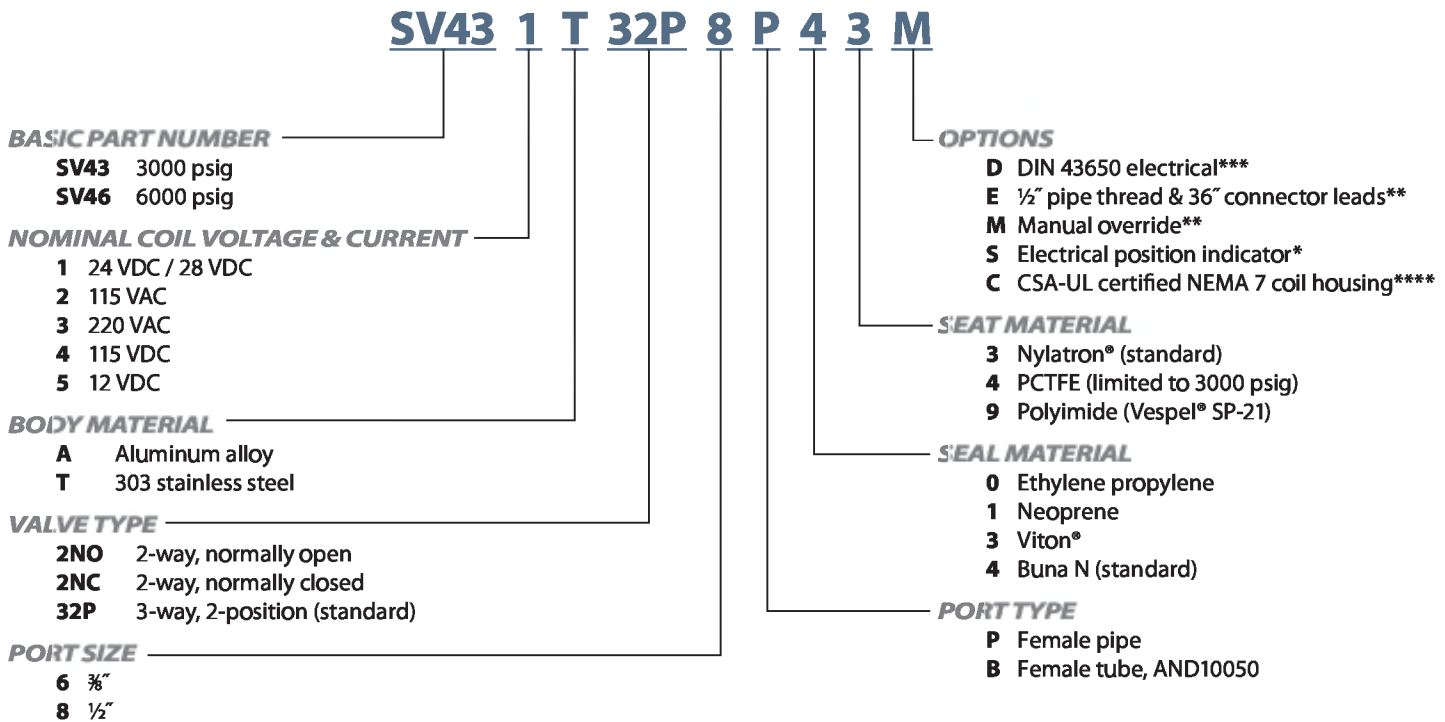 SV43 1 T 32P 8 P 4 3 M
BASIC PART NUMBER
SV43 3000 psig
SV46 6000 psig
NOMINAL COIL VOLTAGE & CURRENT
1 24 VDC / 28 VDC
2 115 VAC
3 220 VAC
4 115 VDC
5 12 VDC
BODY MATERIAL
A Aluminum alloy
T 303 stainless steel
VALVE TYPE
2NO 2-way, normally open
2NC 2-way, normally closed
32P 3-way, 2-position (standard)
PORT SIZE
6 ⅜˝
8 ½˝
OPTIONS
D DIN 43650 electrical***
E ½˝ pipe thread & 36˝ connector leads**
M Manual override**
S Electrical position indicator*
C CSA-UL certified NEMA 7 coil housing****
SEAT MATERIAL
3 Nylatron® (standard)
4 PCTFE (limited to 3000 psig)
9 Polyimide (Vespel® SP-21)
SEAL MATERIAL
0 Ethylene propylene
1 Neoprene
3 Viton®
4 Buna N (standard)
PORT TYPE
P Female pipe
B Female tube, AND10050